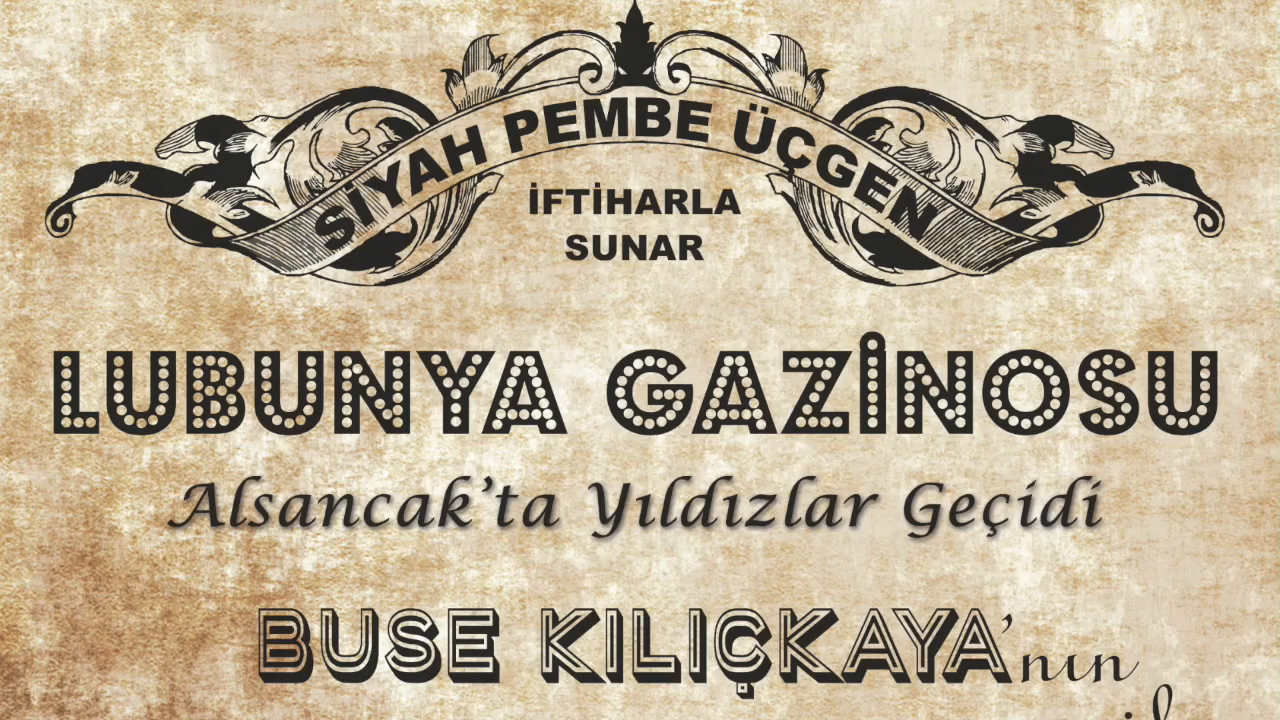 SİYAH PEMBE ÜÇGEN
İFTİHARLA
SUNAR
LUBUNYA GAZİNOSU
Alsancak'ta Yıldızlar Geçidi
BUSE KILIÇKAYA'nın